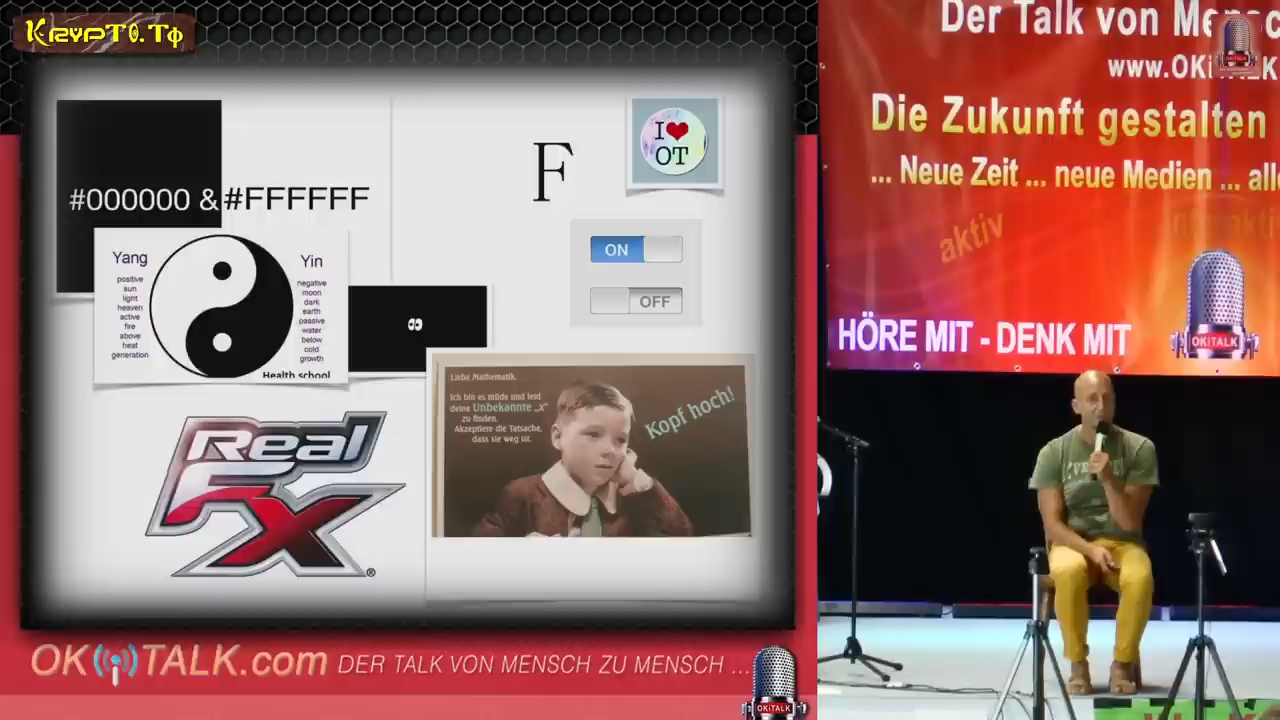 KrypT0.Tφ
#000000 & #FFFFFF
F
I ❤ OT
ON
OFF
Yang
positive
sun
light
heaven
active
fire
above
heat
generation
Yin
negative
moon
dark
earth
passive
water
below
cold
growth
Health school
Liebe Mathematik,
Ich bin es müde und leid
deine Unbekannte „x“
zu finden.
Akzeptiere die Tatsache,
dass sie weg ist.
Kopf hoch!
Real
FX
OKiTALK.com DER TALK VON MENSCH ZU MENSCH ...
OKiTALK
Der Talk von Mensc
www.OKiTALK
Die Zukunft gestalten
... Neue Zeit ... neue Medien ... alle
aktiv
HÖRE MIT - DENK MIT
OKiTALK